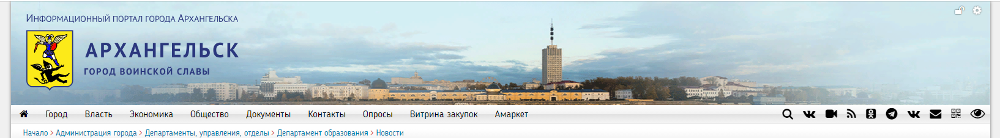 Информационный портал города Архангельска
АРХАНГЕЛЬСК
ГОРОД ВОИНСКОЙ СЛАВЫ
Город Власть Экономика Общество Документы Контакты Опросы Витрина закупок Амаркет
Начало > Администрация города > Департаменты, управления, отделы > Департамент образования > Новости